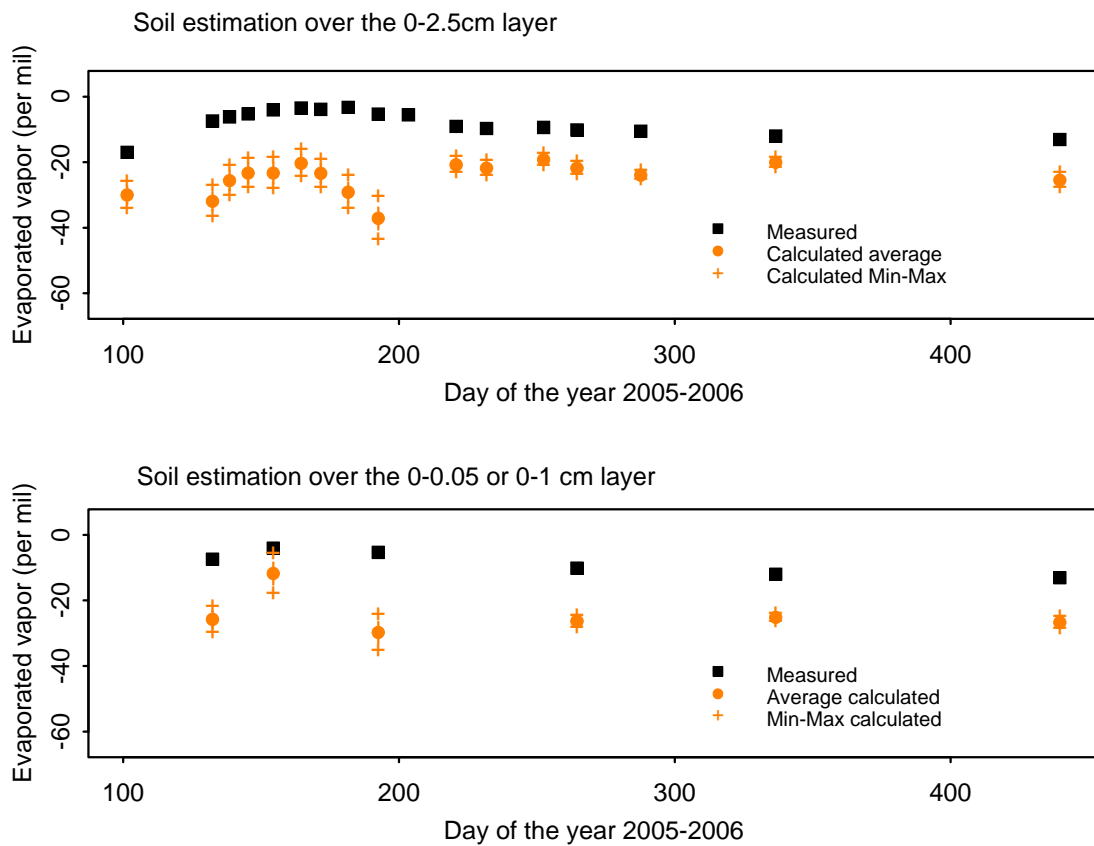 Soil estimation over the 0-2.5cm layer
Evaporated vapor (per mil)
0
-20
-40
-60
Measured
Calculated average
Calculated Min-Max
100 200 300 400
Day of the year 2005-2006
Soil estimation over the 0-0.05 or 0-1 cm layer
Evaporated vapor (per mil)
0
-20
-40
-60
Measured
Average calculated
Min-Max calculated
100 200 300 400
Day of the year 2005-2006